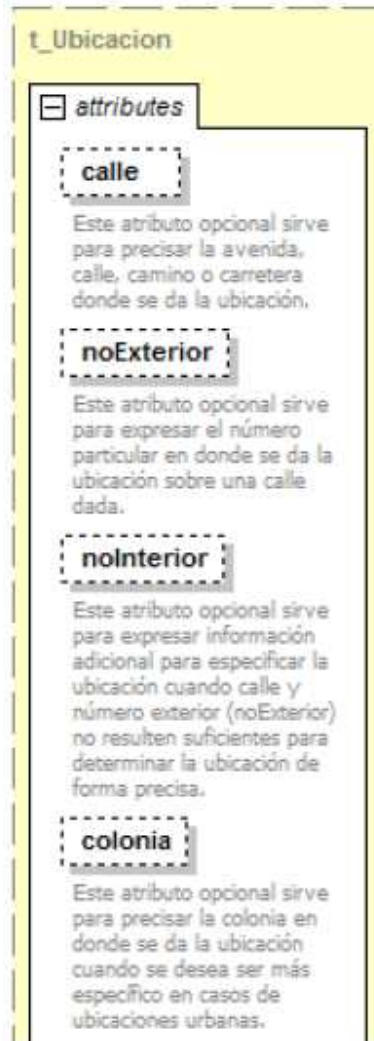 t_Ubicacion
attributes
calle
Este atributo opcional sirve
para precisar la avenida,
calle, camino o carretera
donde se da la ubicación.
noExterior
Este atributo opcional sirve
para expresar el número
particular en donde se da la
ubicación sobre una calle
dada.
noInterior
Este atributo opcional sirve
para expresar información
adicional para especificar la
ubicación cuando calle y
número exterior (noExterior)
no resulten suficientes para
determinar la ubicación de
forma precisa.
colonia
Este atributo opcional sirve
para precisar la colonia en
donde se da la ubicación
cuando se desea ser más
específico en casos de
ubicaciones urbanas.